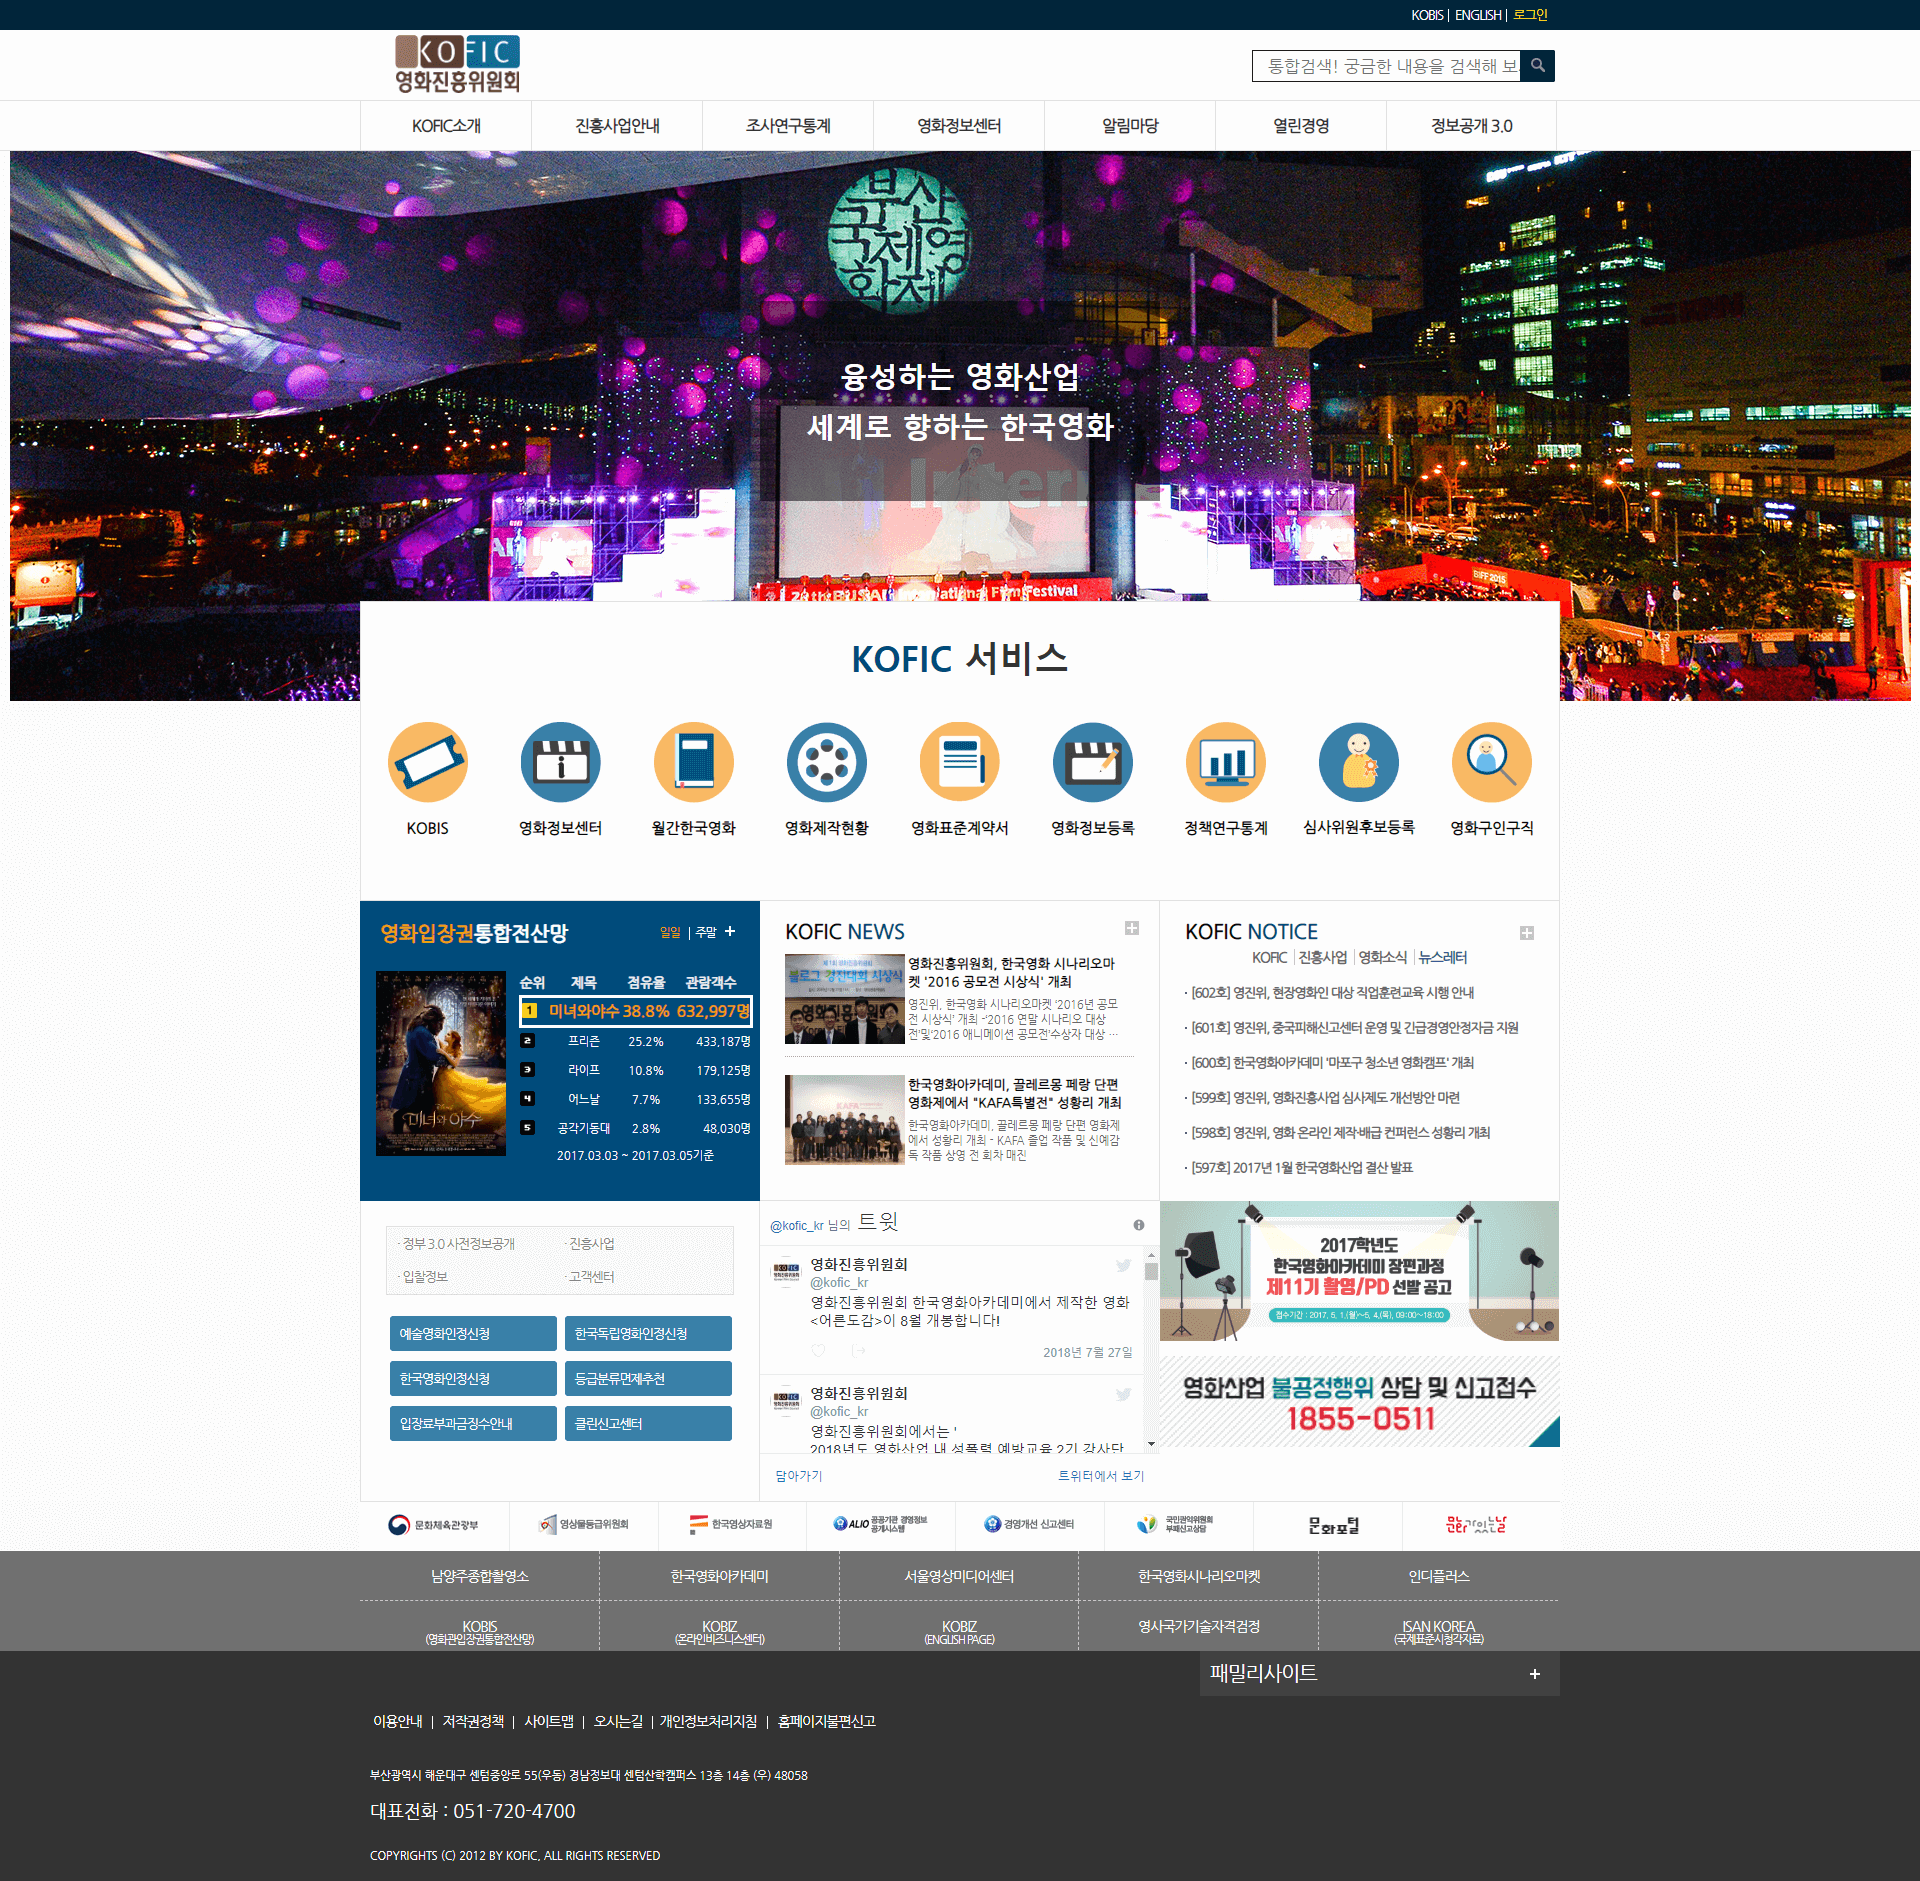 KOBIS | ENGLISH | 로그인
KOFIC
영화진흥위원회
통합검색! 궁금한 내용을 검색해 보
KOFIC소개
진흥사업안내
조사연구통계
영화정보센터
알림마당
열린경영
정보공개 3.0
부산
국제영
화제
융성하는 영화산업
세계로 향하는 한국영화
BIFF 2015
KOFIC 서비스
KOBIS
영화정보센터
월간한국영화
영화제작현황
영화표준계약서
영화정보등록
정책연구통계
심사위원후보등록
영화구인구직
영화입장권통합전산망
일일 | 주말 +
순위 제목 점유율 관람객수
1 미녀와야수 38.8% 632,997명
2 프리즌 25.2% 433,187명
3 라이프 10.8% 179,125명
4 어느날 7.7% 133,655명
5 공각기동대 2.8% 48,030명
2017.03.03 ~ 2017.03.05기준
미녀와 야수
KOFIC NEWS
영화진흥위원회, 한국영화 시나리오마
켓 '2016 공모전 시상식' 개최
영진위, 한국영화 시나리오마켓 '2016년 공모
전 시상식' 개최 -'2016 연말 시나리오 대상
전'및'2016 애니메이션 공모전'수상자 대상 …
한국영화아카데미, 끌레르몽 페랑 단편
영화제에서 "KAFA특별전" 성황리 개최
한국영화아카데미, 끌레르몽 페랑 단편 영화제
에서 성황리 개최 - KAFA 졸업 작품 및 신예감
독 작품 상영 전 회차 매진
KOFIC NOTICE
KOFIC | 진흥사업 | 영화소식 | 뉴스레터
· [602호] 영진위, 현장영화인 대상 직업훈련교육 시행 안내
· [601호] 영진위, 중국피해신고센터 운영 및 긴급경영안정자금 지원
· [600호] 한국영화아카데미 '마포구 청소년 영화캠프' 개최
· [599호] 영진위, 영화진흥사업 심사제도 개선방안 마련
· [598호] 영진위, 영화 온라인 제작·배급 컨퍼런스 성황리 개최
· [597호] 2017년 1월 한국영화산업 결산 발표
· 정부 3.0 사전정보공개
· 진흥사업
· 입찰정보
· 고객센터
예술영화인정신청
한국독립영화인정신청
한국영화인정신청
등급분류면제추천
입장료부과금징수안내
클린신고센터
@kofic_kr 님의 트윗
영화진흥위원회
@kofic_kr
영화진흥위원회 한국영화아카데미에서 제작한 영화
<어른도감>이 8월 개봉합니다!
2018년 7월 27일
영화진흥위원회
@kofic_kr
영화진흥위원회에서는 '
2018년도 영화산업 내 성폭력 예방교육 2기 강사단
담아가기
트위터에서 보기
2017학년도
한국영화아카데미 장편과정
제11기 촬영/PD 선발 공고
접수기간 : 2017. 5. 1.(월)~5. 4.(목), 09:00~18:00
영화산업 불공정행위 상담 및 신고접수
1855-0511
문화체육관광부
영상물등급위원회
한국영상자료원
ALIO 공공기관 경영정보
공개시스템
경영개선 신고센터
국민권익위원회
부패신고상담
문화포털
문화가있는날
남양주종합촬영소
한국영화아카데미
서울영상미디어센터
한국영화시나리오마켓
인디플러스
KOBIS
(영화관입장권통합전산망)
KOBIZ
(온라인비즈니스센터)
KOBIZ
(ENGLISH PAGE)
영사국가기술자격검정
ISAN KOREA
(국제표준시청각자료)
패밀리사이트 +
이용안내 | 저작권정책 | 사이트맵 | 오시는길 | 개인정보처리지침 | 홈페이지불편신고
부산광역시 해운대구 센텀중앙로 55(우동) 경남정보대 센텀산학캠퍼스 13층 14층 (우) 48058
대표전화 : 051-720-4700
COPYRIGHTS (C) 2012 BY KOFIC, ALL RIGHTS RESERVED